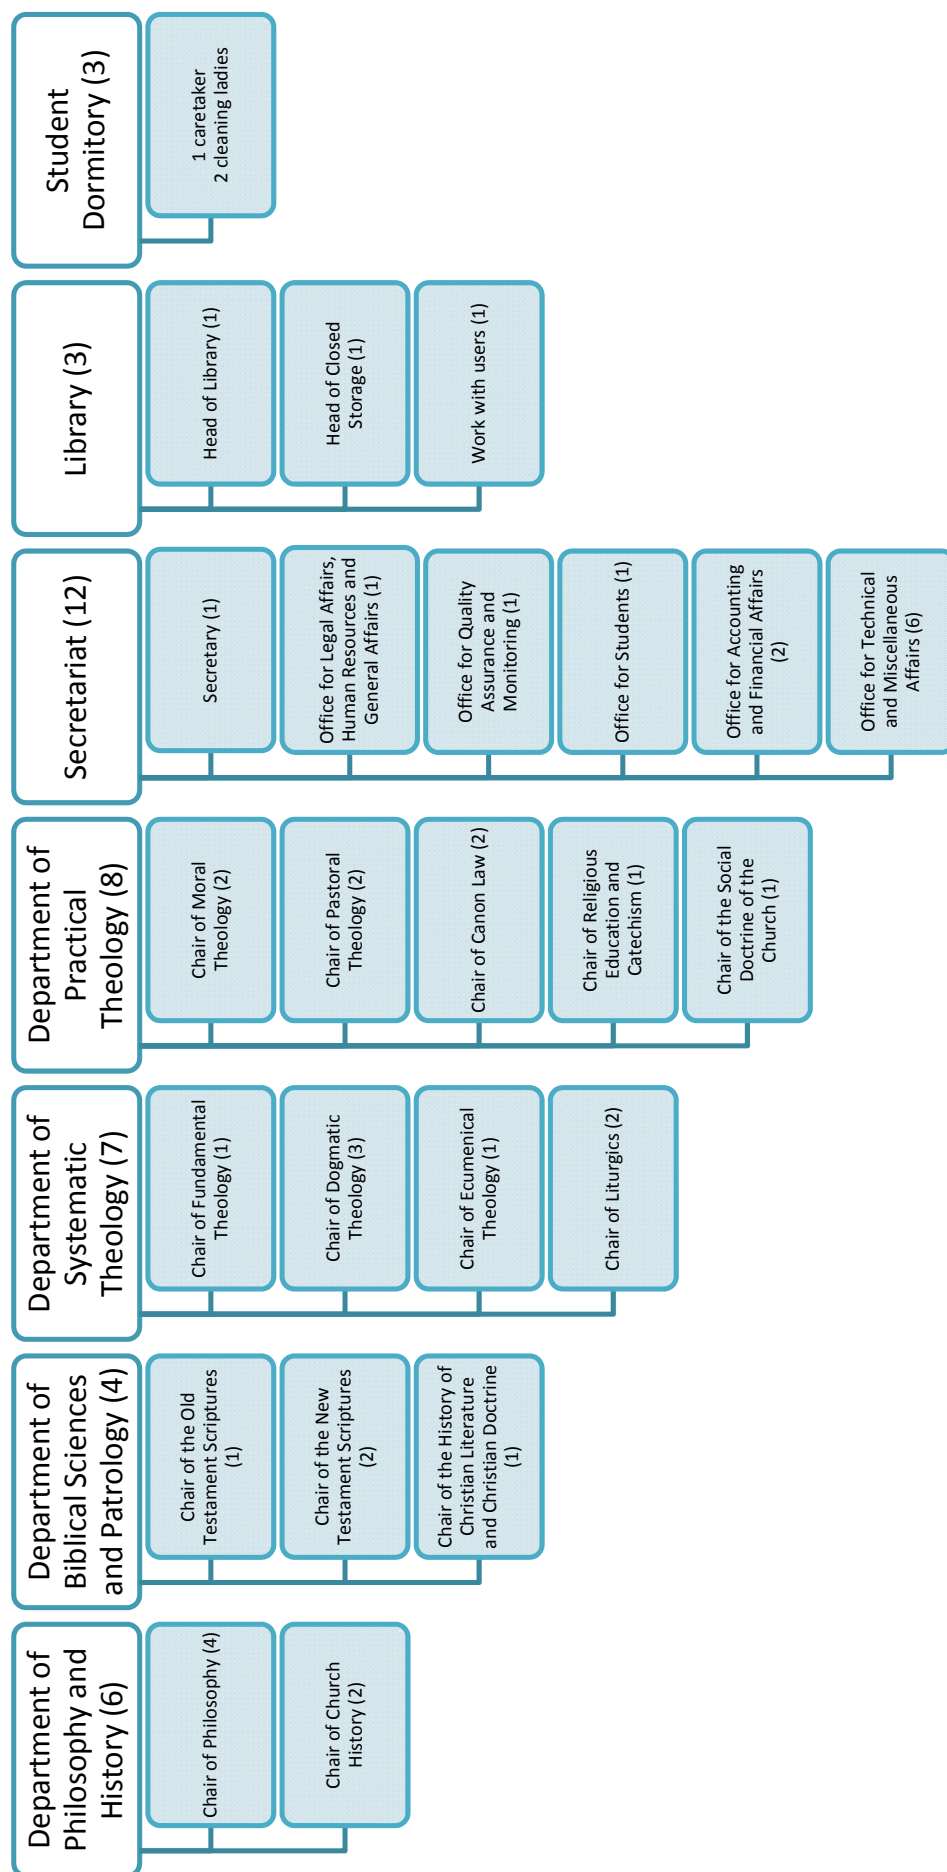 Department of
Philosophy and
History (6)
Chair of Philosophy (4)
Chair of Church
History (2)
Department of
Biblical Sciences
and Patrology (4)
Chair of the Old
Testament Scriptures
(1)
Chair of the New
Testament Scriptures
(2)
Chair of the History of
Christian Literature
and Christian Doctrine
(1)
Department of
Systematic
Theology (7)
Chair of Fundamental
Theology (1)
Chair of Dogmatic
Theology (3)
Chair of Ecumenical
Theology (1)
Chair of Liturgics (2)
Department of
Practical
Theology (8)
Chair of Moral
Theology (2)
Chair of Pastoral
Theology (2)
Chair of Canon Law (2)
Chair of Religious
Education and
Catechism (1)
Chair of the Social
Doctrine of the
Church (1)
Secretariat (12)
Secretary (1)
Office for Legal Affairs,
Human Resources and
General Affairs (1)
Office for Quality
Assurance and
Monitoring (1)
Office for Students (1)
Office for Accounting
and Financial Affairs
(2)
Office for Technical
and Miscellaneous
Affairs (6)
Library (3)
Head of Library (1)
Head of Closed
Storage (1)
Work with users (1)
Student
Dormitory (3)
1 caretaker
2 cleaning ladies